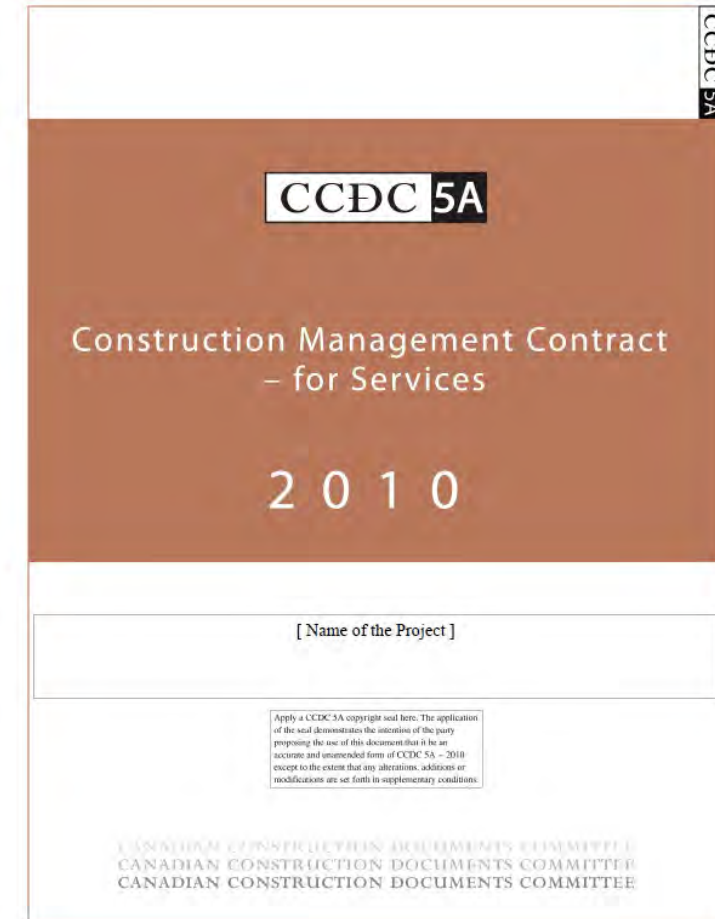 CCDC 5A
CCDC 5A
Construction Management Contract
– for Services
2 0 1 0
[ Name of the Project ]
Apply a CCDC 5A copyright seal here. The application
of the seal demonstrates the intention of the party
proposing the use of this document that it be an
accurate and unamended form of CCDC 5A – 2010
except to the extent that any alterations, additions or
modifications are set forth in supplementary conditions.
CANADIAN CONSTRUCTION DOCUMENTS COMMITTEE
CANADIAN CONSTRUCTION DOCUMENTS COMMITTEE
CANADIAN CONSTRUCTION DOCUMENTS COMMITTEE